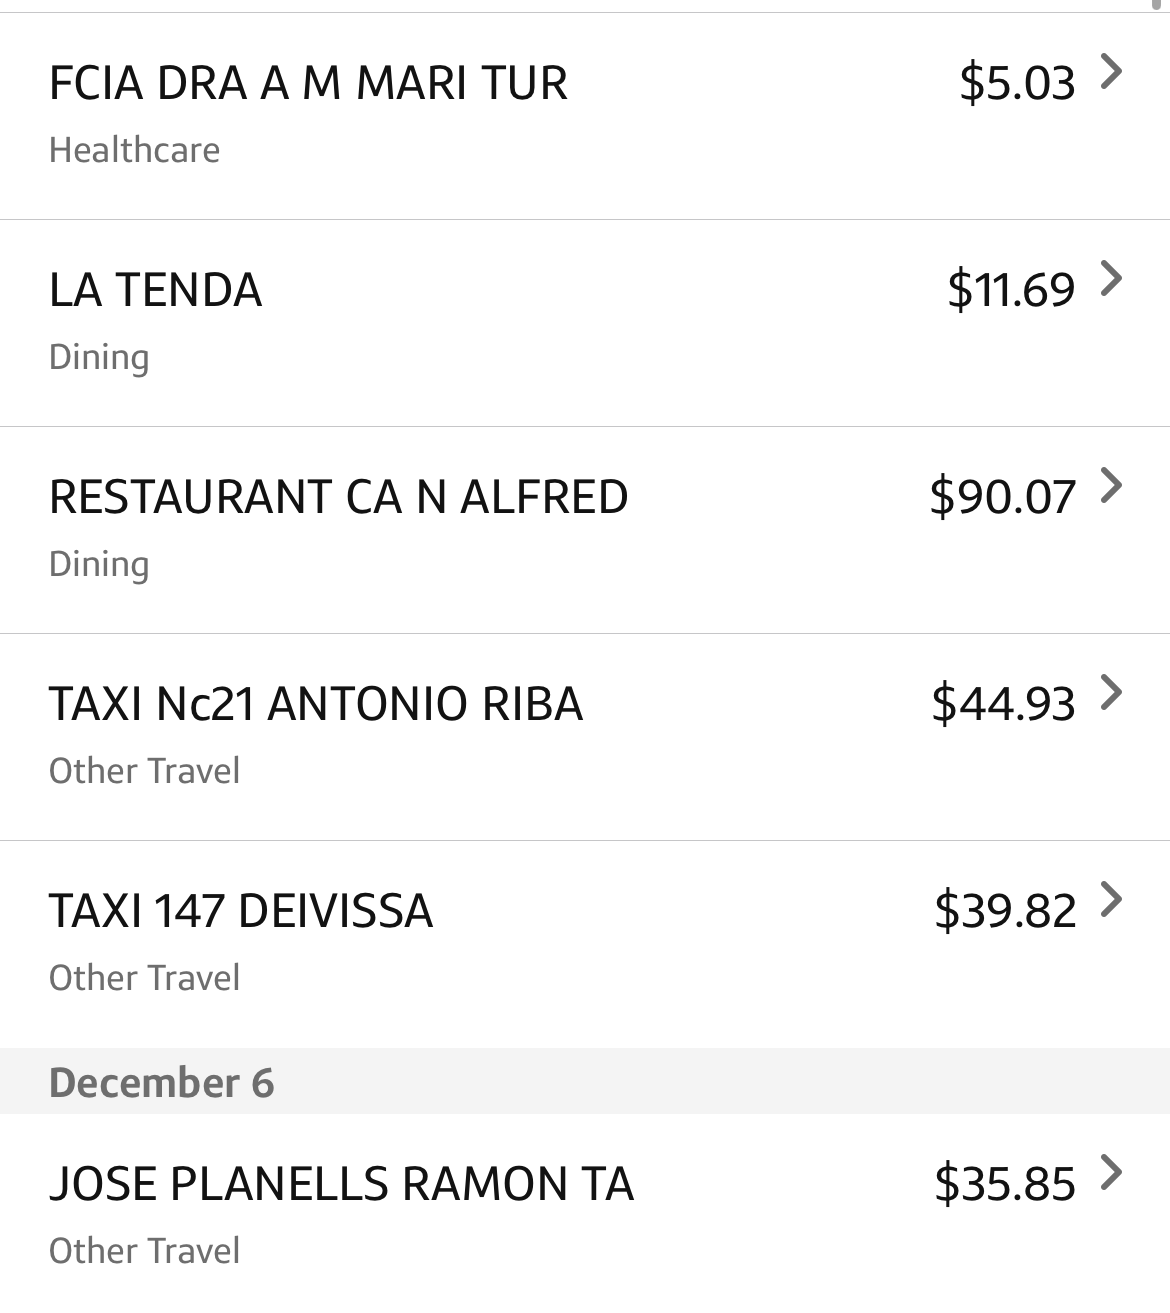 FCIA DRA A M MARI TUR $5.03
Healthcare
LA TENDA $11.69
Dining
RESTAURANT CA N ALFRED $90.07
Dining
TAXI Nc21 ANTONIO RIBA $44.93
Other Travel
TAXI 147 DEIVISSA $39.82
Other Travel
December 6
JOSE PLANELLS RAMON TA $35.85
Other Travel